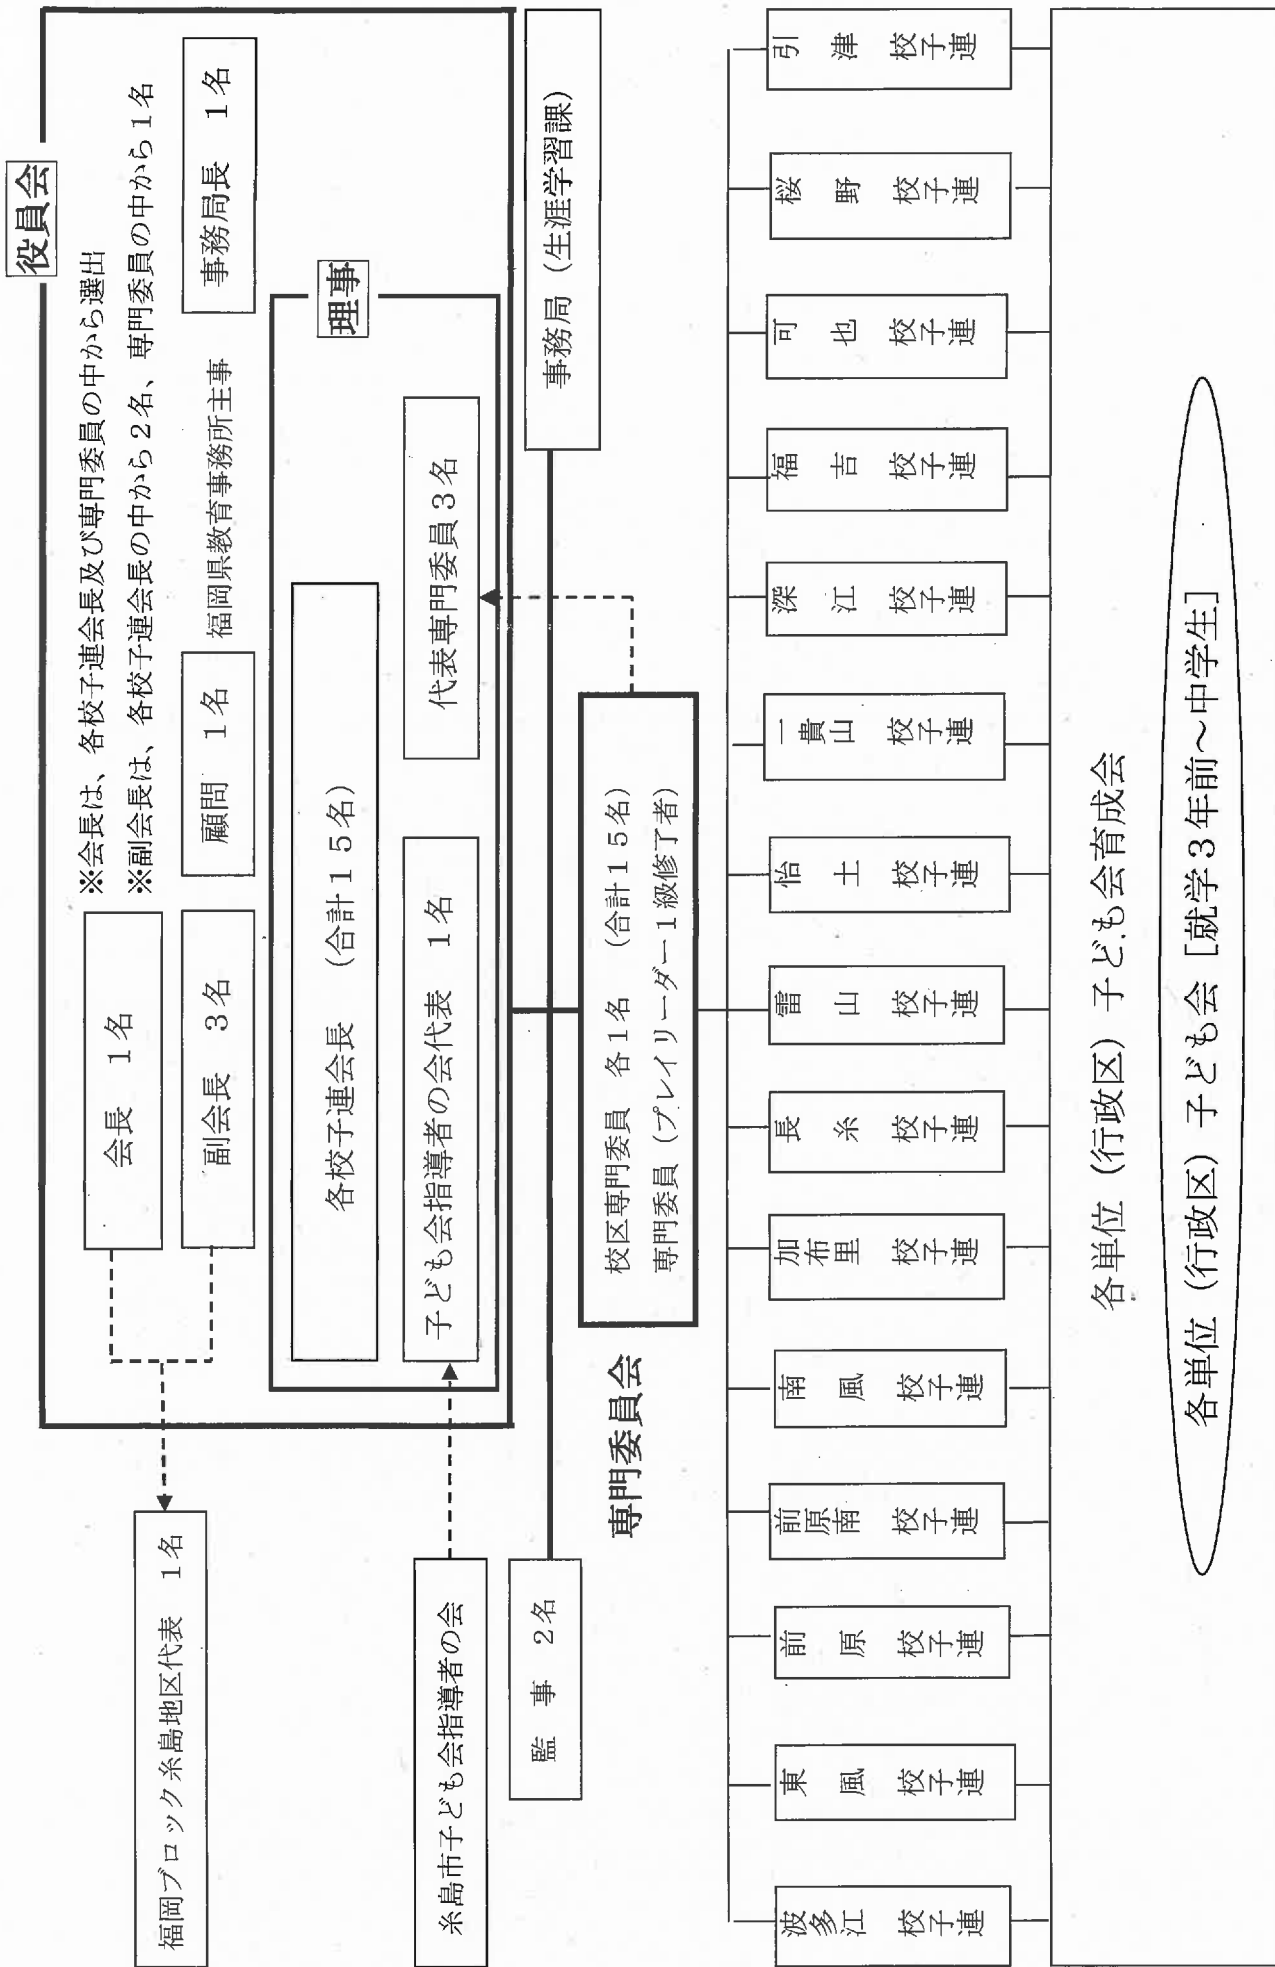 役員会
※会長は、各校子連会長及び専門委員の中から選出
※副会長は、各校子連会長の中から2名、専門委員の中から1名
会長 1名
副会長 3名
顧問 1名
福岡県教育事務所主事
事務局長 1名
福岡ブロック糸島地区代表 1名
理事
各校子連会長 (合計15名)
子ども会指導者の会代表 1名
代表専門委員3名
糸島市子ども会指導者の会
監事 2名
事務局 (生涯学習課)
専門委員会
校区専門委員 各1名 (合計15名)
専門委員 (プレイリーダー1級修了者)
波多江 校子連
東風 校子連
前原 校子連
前原南 校子連
南風 校子連
加布里 校子連
長糸 校子連
雷山 校子連
怡土 校子連
一貴山 校子連
深江 校子連
福吉 校子連
可也 校子連
桜野 校子連
引津 校子連
各単位 (行政区) 子ども会育成会
各単位 (行政区) 子ども会 [就学3年前~中学生]